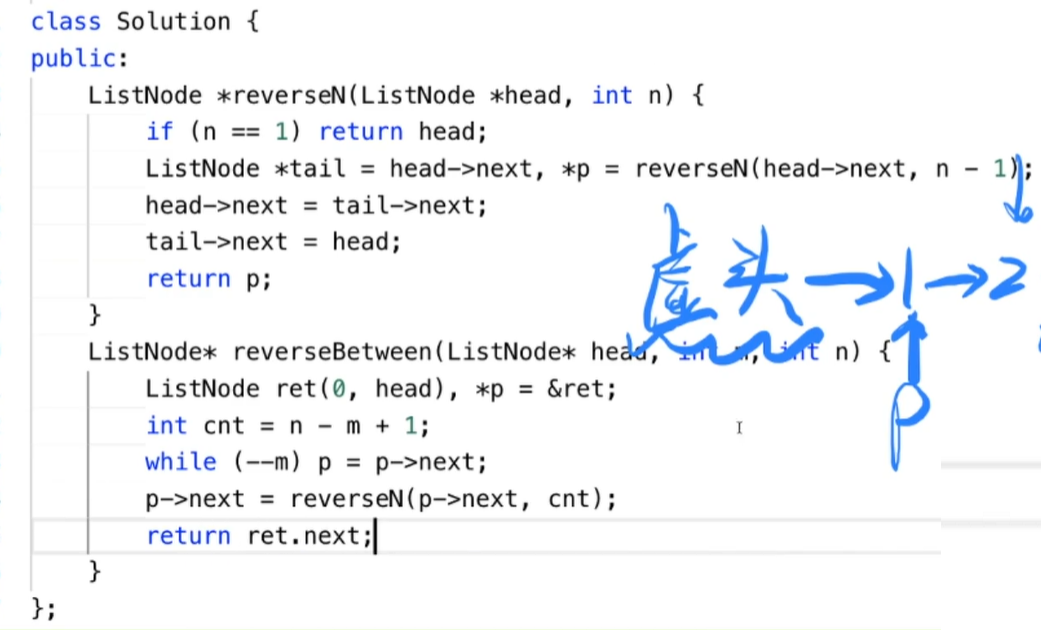 class Solution {
public:
    ListNode *reverseN(ListNode *head, int n) {
        if (n == 1) return head;
        ListNode *tail = head->next, *p = reverseN(head->next, n - 1);
        head->next = tail->next;
        tail->next = head;
        return p;
    }
虚头→1→2
    ListNode* reverseBetween(ListNode* head, int m, int n) {
p
        ListNode ret(0, head), *p = &ret;
        int cnt = n - m + 1;
        while (--m) p = p->next;
        p->next = reverseN(p->next, cnt);
        return ret.next;
    }
};